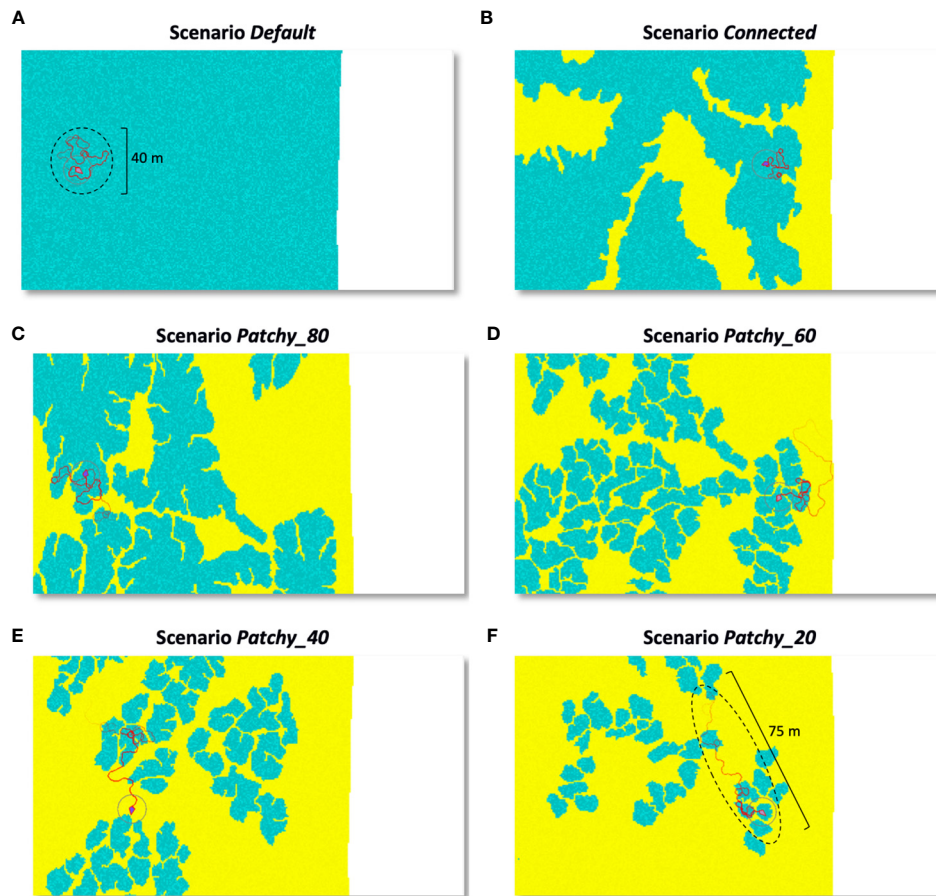 A
Scenario Default
40 m
B
Scenario Connected
C
Scenario Patchy_80
D
Scenario Patchy_60
E
Scenario Patchy_40
F
Scenario Patchy_20
75 m